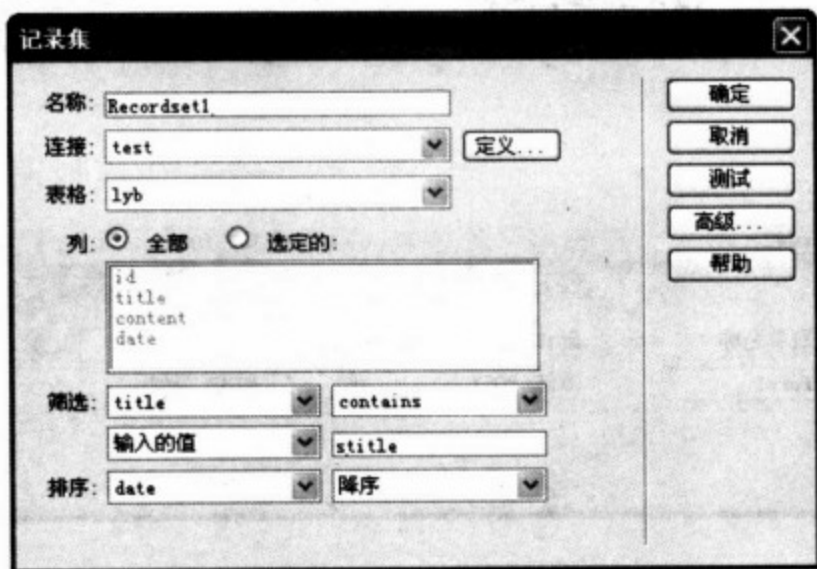 记录集
名称: Recordset1 确定
连接: test 定义... 取消
表格: lyb 测试
列: 全部 选定的: 高级...
id 帮助
title
content
date
筛选: title contains
输入的值 stitle
排序: date 降序